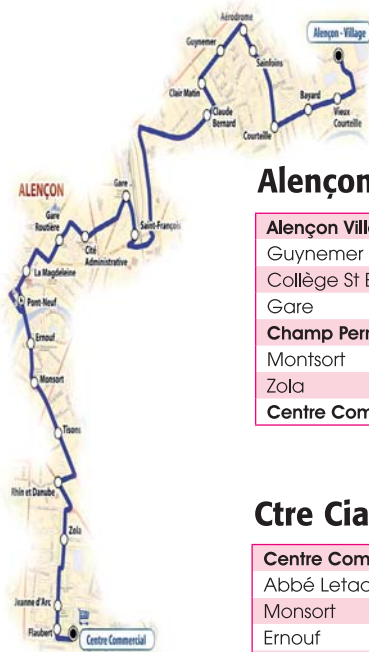 Aérodrome
Alençon - Village
Guynemer
Sainfoins
Clair Matin
Bayard
Claude
Bernard
Vieux
Courteille
Courteille
ALENÇON
Gare
Gare
Routière
Saint-François
Cité
Administrative
La Magdeleine
Pont-Neuf
Ernouf
Monsort
Tisons
Rhin et Danube
Zola
Jeanne d'Arc
Flaubert
Centre Commercial
Alençon
Alençon Ville
Guynemer
Collège St E
Gare
Champ Perr
Montsort
Zola
Centre Com
Ctre Cia
Centre Com
Abbé Letac
Monsort
Ernouf